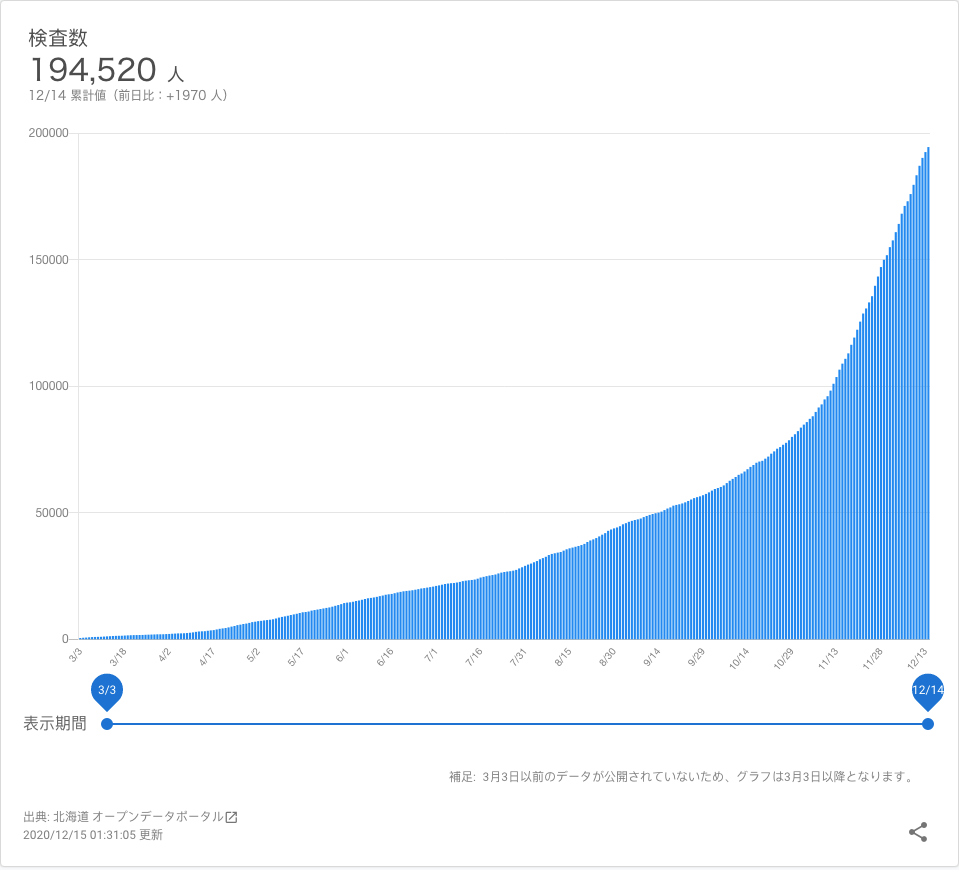 検査数
194,520 人
12/14 累計値（前日比：+1970 人）
200000
150000
100000
50000
0
3/3 3/18 4/2 4/17 5/2 5/17 6/1 6/16 7/1 7/16 7/31 8/15 8/30 9/14 9/29 10/14 10/29 11/13 11/28 12/13
3/3 12/14
表示期間
補足: 3月3日以前のデータが公開されていないため、グラフは3月3日以降となります。
出典: 北海道 オープンデータポータル
2020/12/15 01:31:05 更新